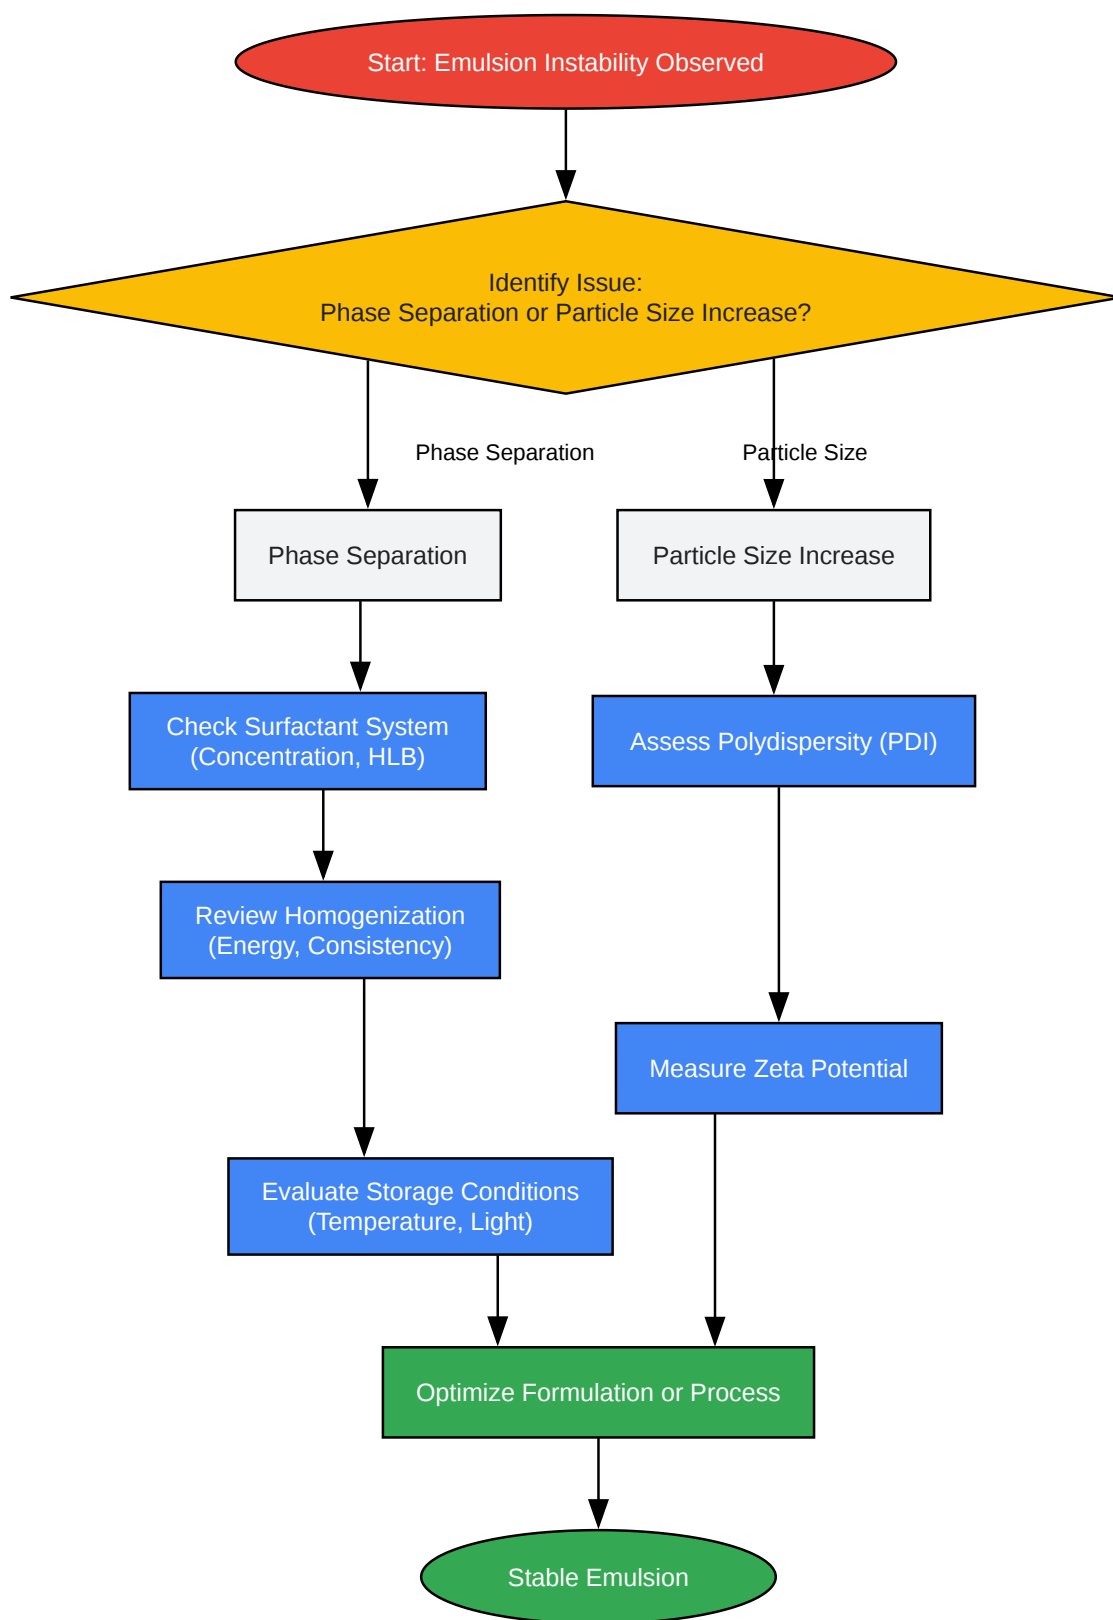 Start: Emulsion Instability Observed
Identify Issue:
Phase Separation or Particle Size Increase?
Phase Separation
Particle Size
Phase Separation
Particle Size Increase
Check Surfactant System
(Concentration, HLB)
Assess Polydispersity (PDI)
Review Homogenization
(Energy, Consistency)
Measure Zeta Potential
Evaluate Storage Conditions
(Temperature, Light)
Optimize Formulation or Process
Stable Emulsion